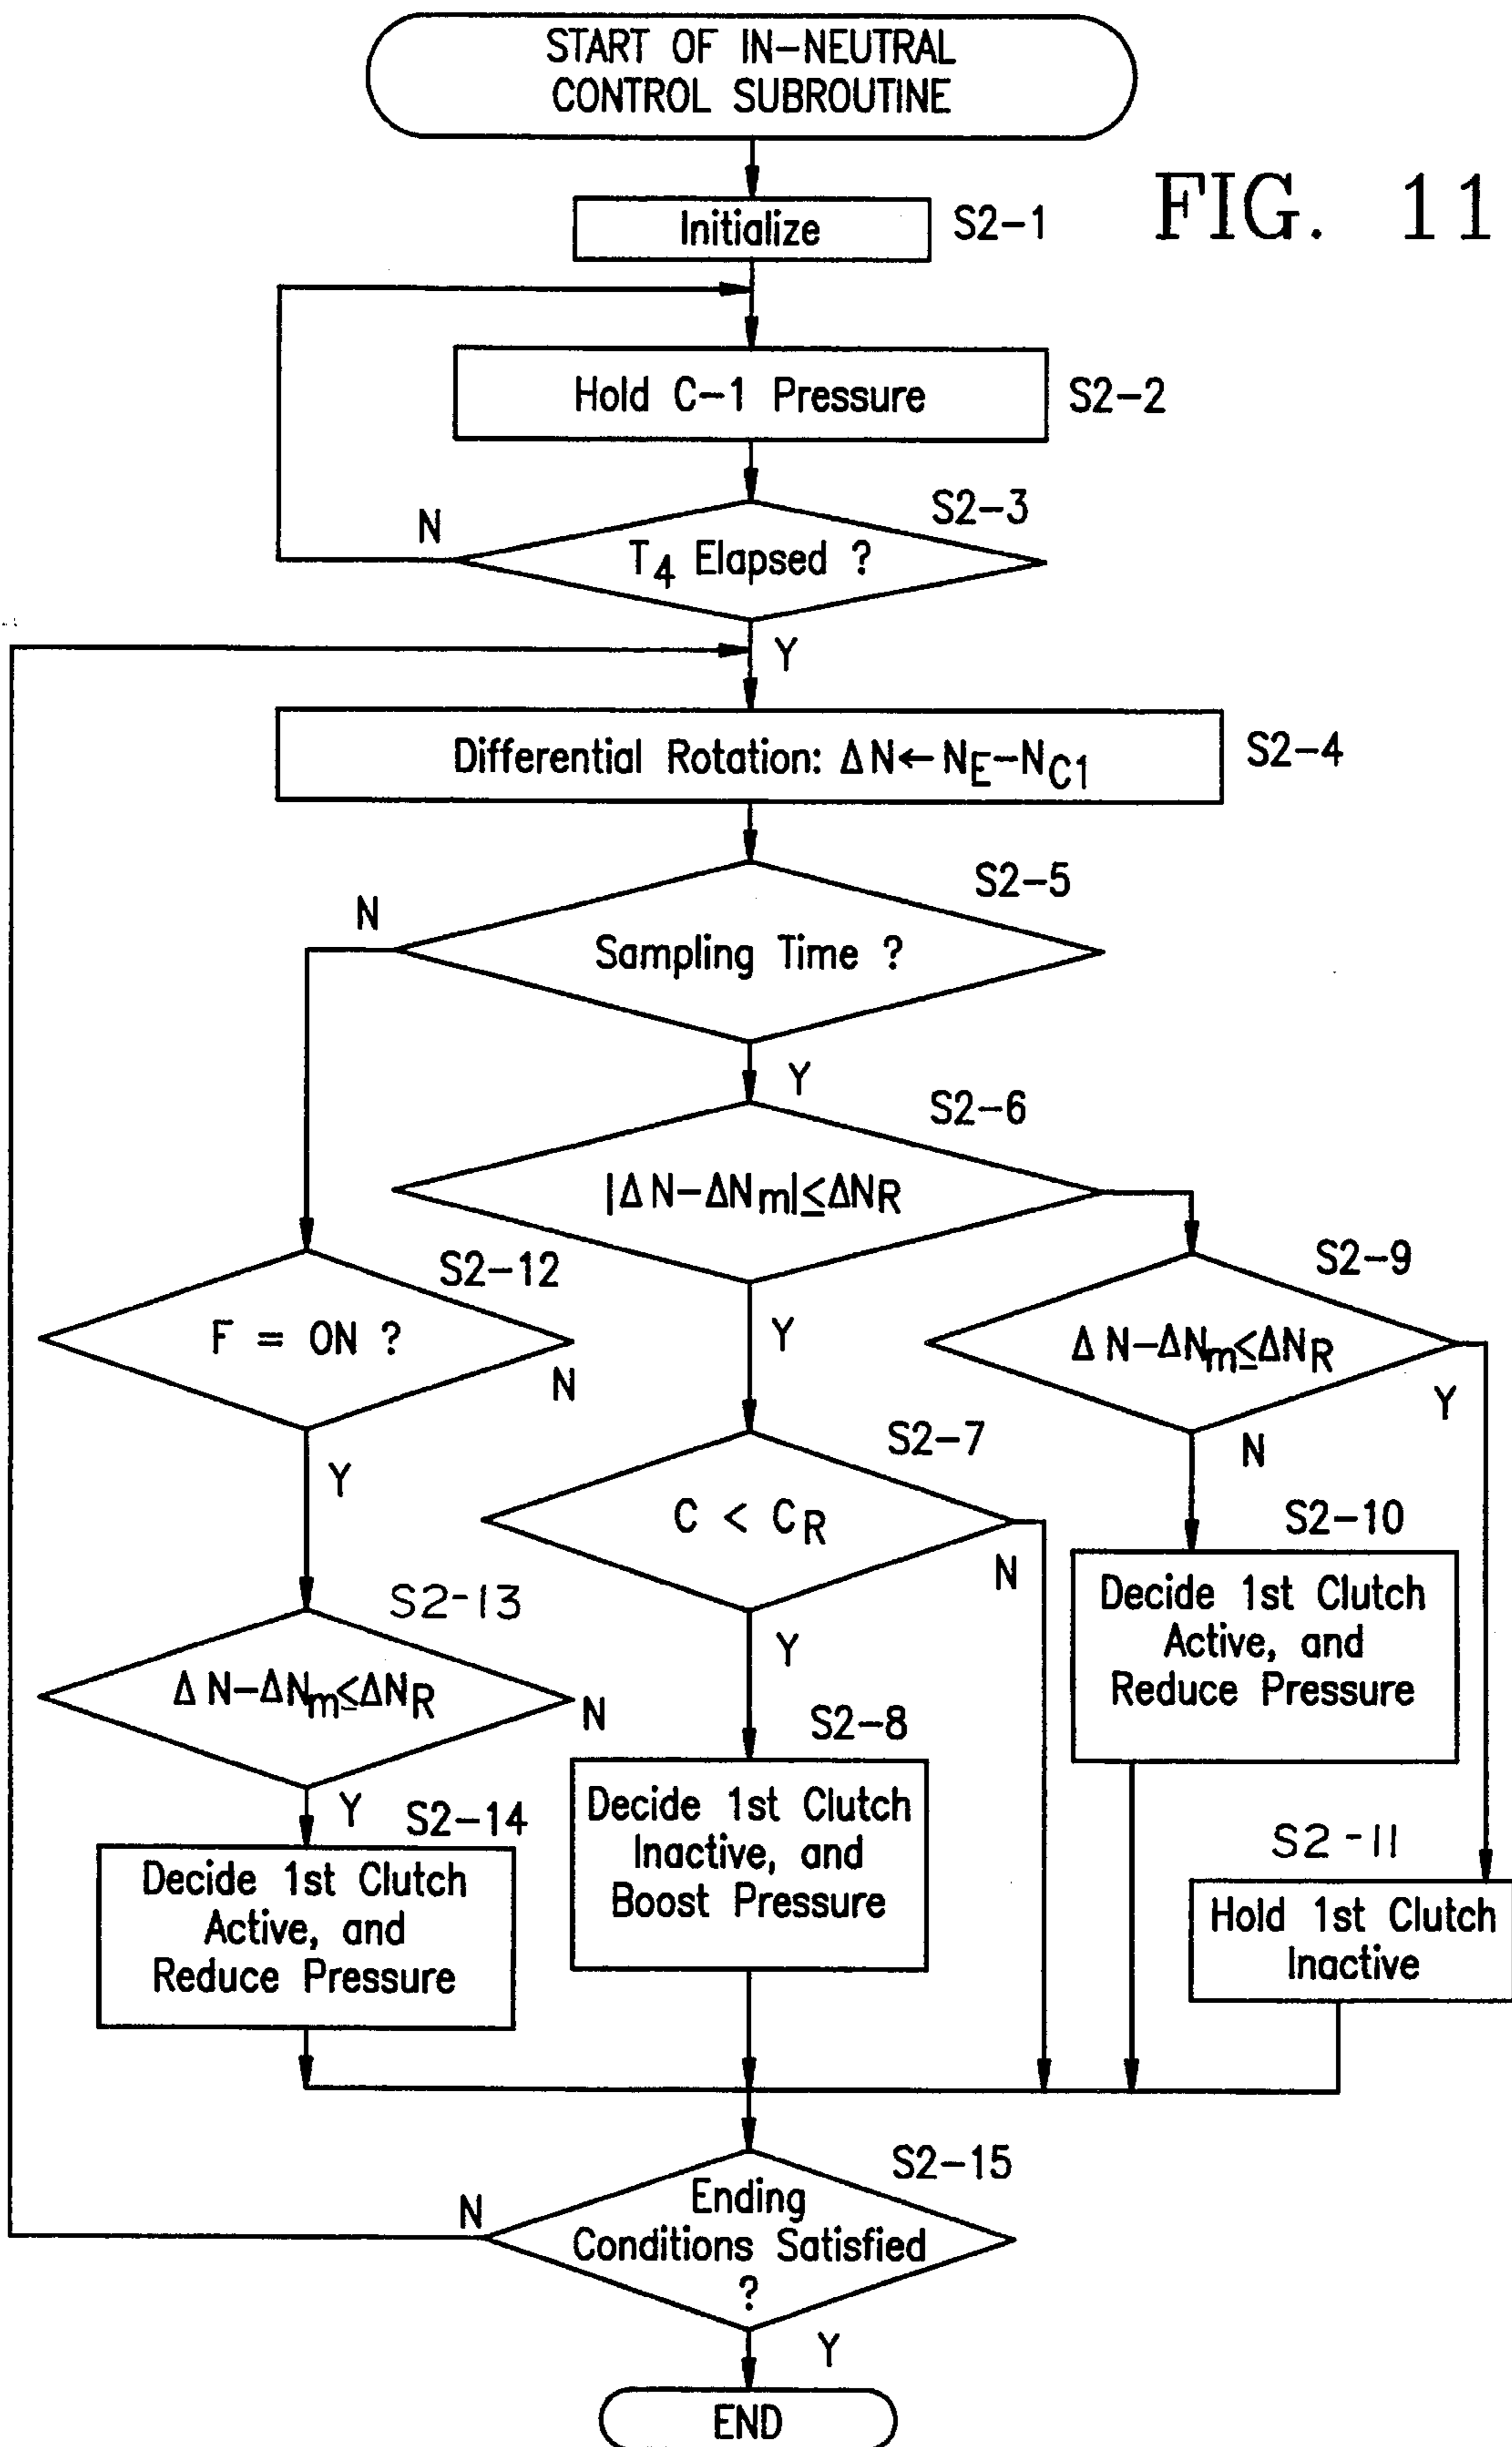 START OF IN-NEUTRAL
CONTROL SUBROUTINE
FIG. 11
Initialize
S2-1
Hold C-1 Pressure
S2-2
S2-3
N
T4 Elapsed ?
Y
Differential Rotation: ΔN←NE-NC1
S2-4
S2-5
N
Sampling Time ?
Y
S2-6
|ΔN-ΔNm|≤ΔNR
S2-12
F = ON ?
N
Y
Y
S2-9
ΔN-ΔNm≤ΔNR
Y
N
S2-7
C < CR
N
Y
S2-10
Decide 1st Clutch
Active, and
Reduce Pressure
S2-13
ΔN-ΔNm≤ΔNR
N
Y
S2-14
Decide 1st Clutch
Active, and
Reduce Pressure
S2-8
Decide 1st Clutch
Inactive, and
Boost Pressure
S2-11
Hold 1st Clutch
Inactive
S2-15
N
Ending
Conditions Satisfied
?
Y
END